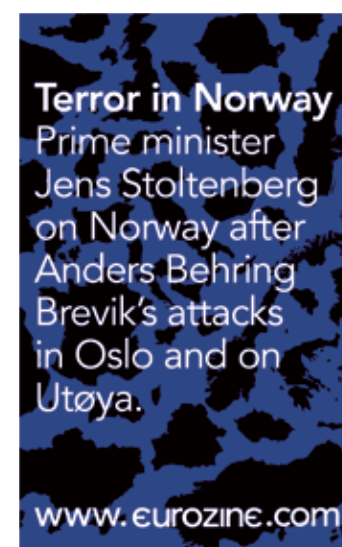 Terror in Norway
Prime minister
Jens Stoltenberg
on Norway after
Anders Behring
Brevik's attacks
in Oslo and on
Utøya.
www.eurozine.com